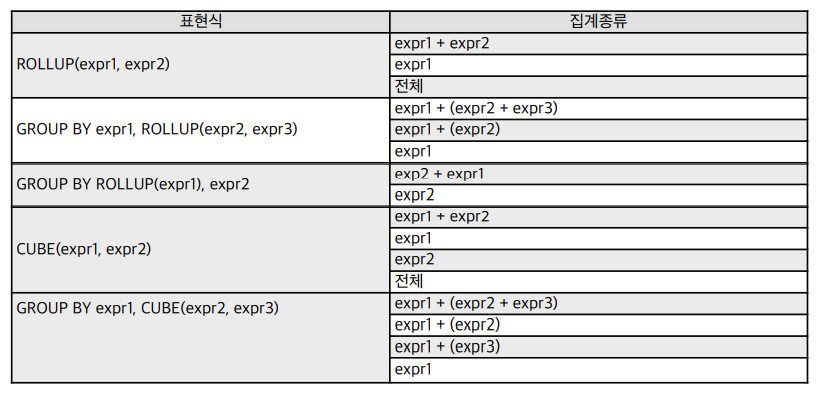 표현식
집계종류
ROLLUP(expr1, expr2)
expr1 + expr2
expr1
전체
GROUP BY expr1, ROLLUP(expr2, expr3)
expr1 + (expr2 + expr3)
expr1 + (expr2)
expr1
GROUP BY ROLLUP(expr1), expr2
exp2 + expr1
expr2
CUBE(expr1, expr2)
expr1 + expr2
expr1
expr2
전체
GROUP BY expr1, CUBE(expr2, expr3)
expr1 + (expr2 + expr3)
expr1 + (expr2)
expr1 + (expr3)
expr1